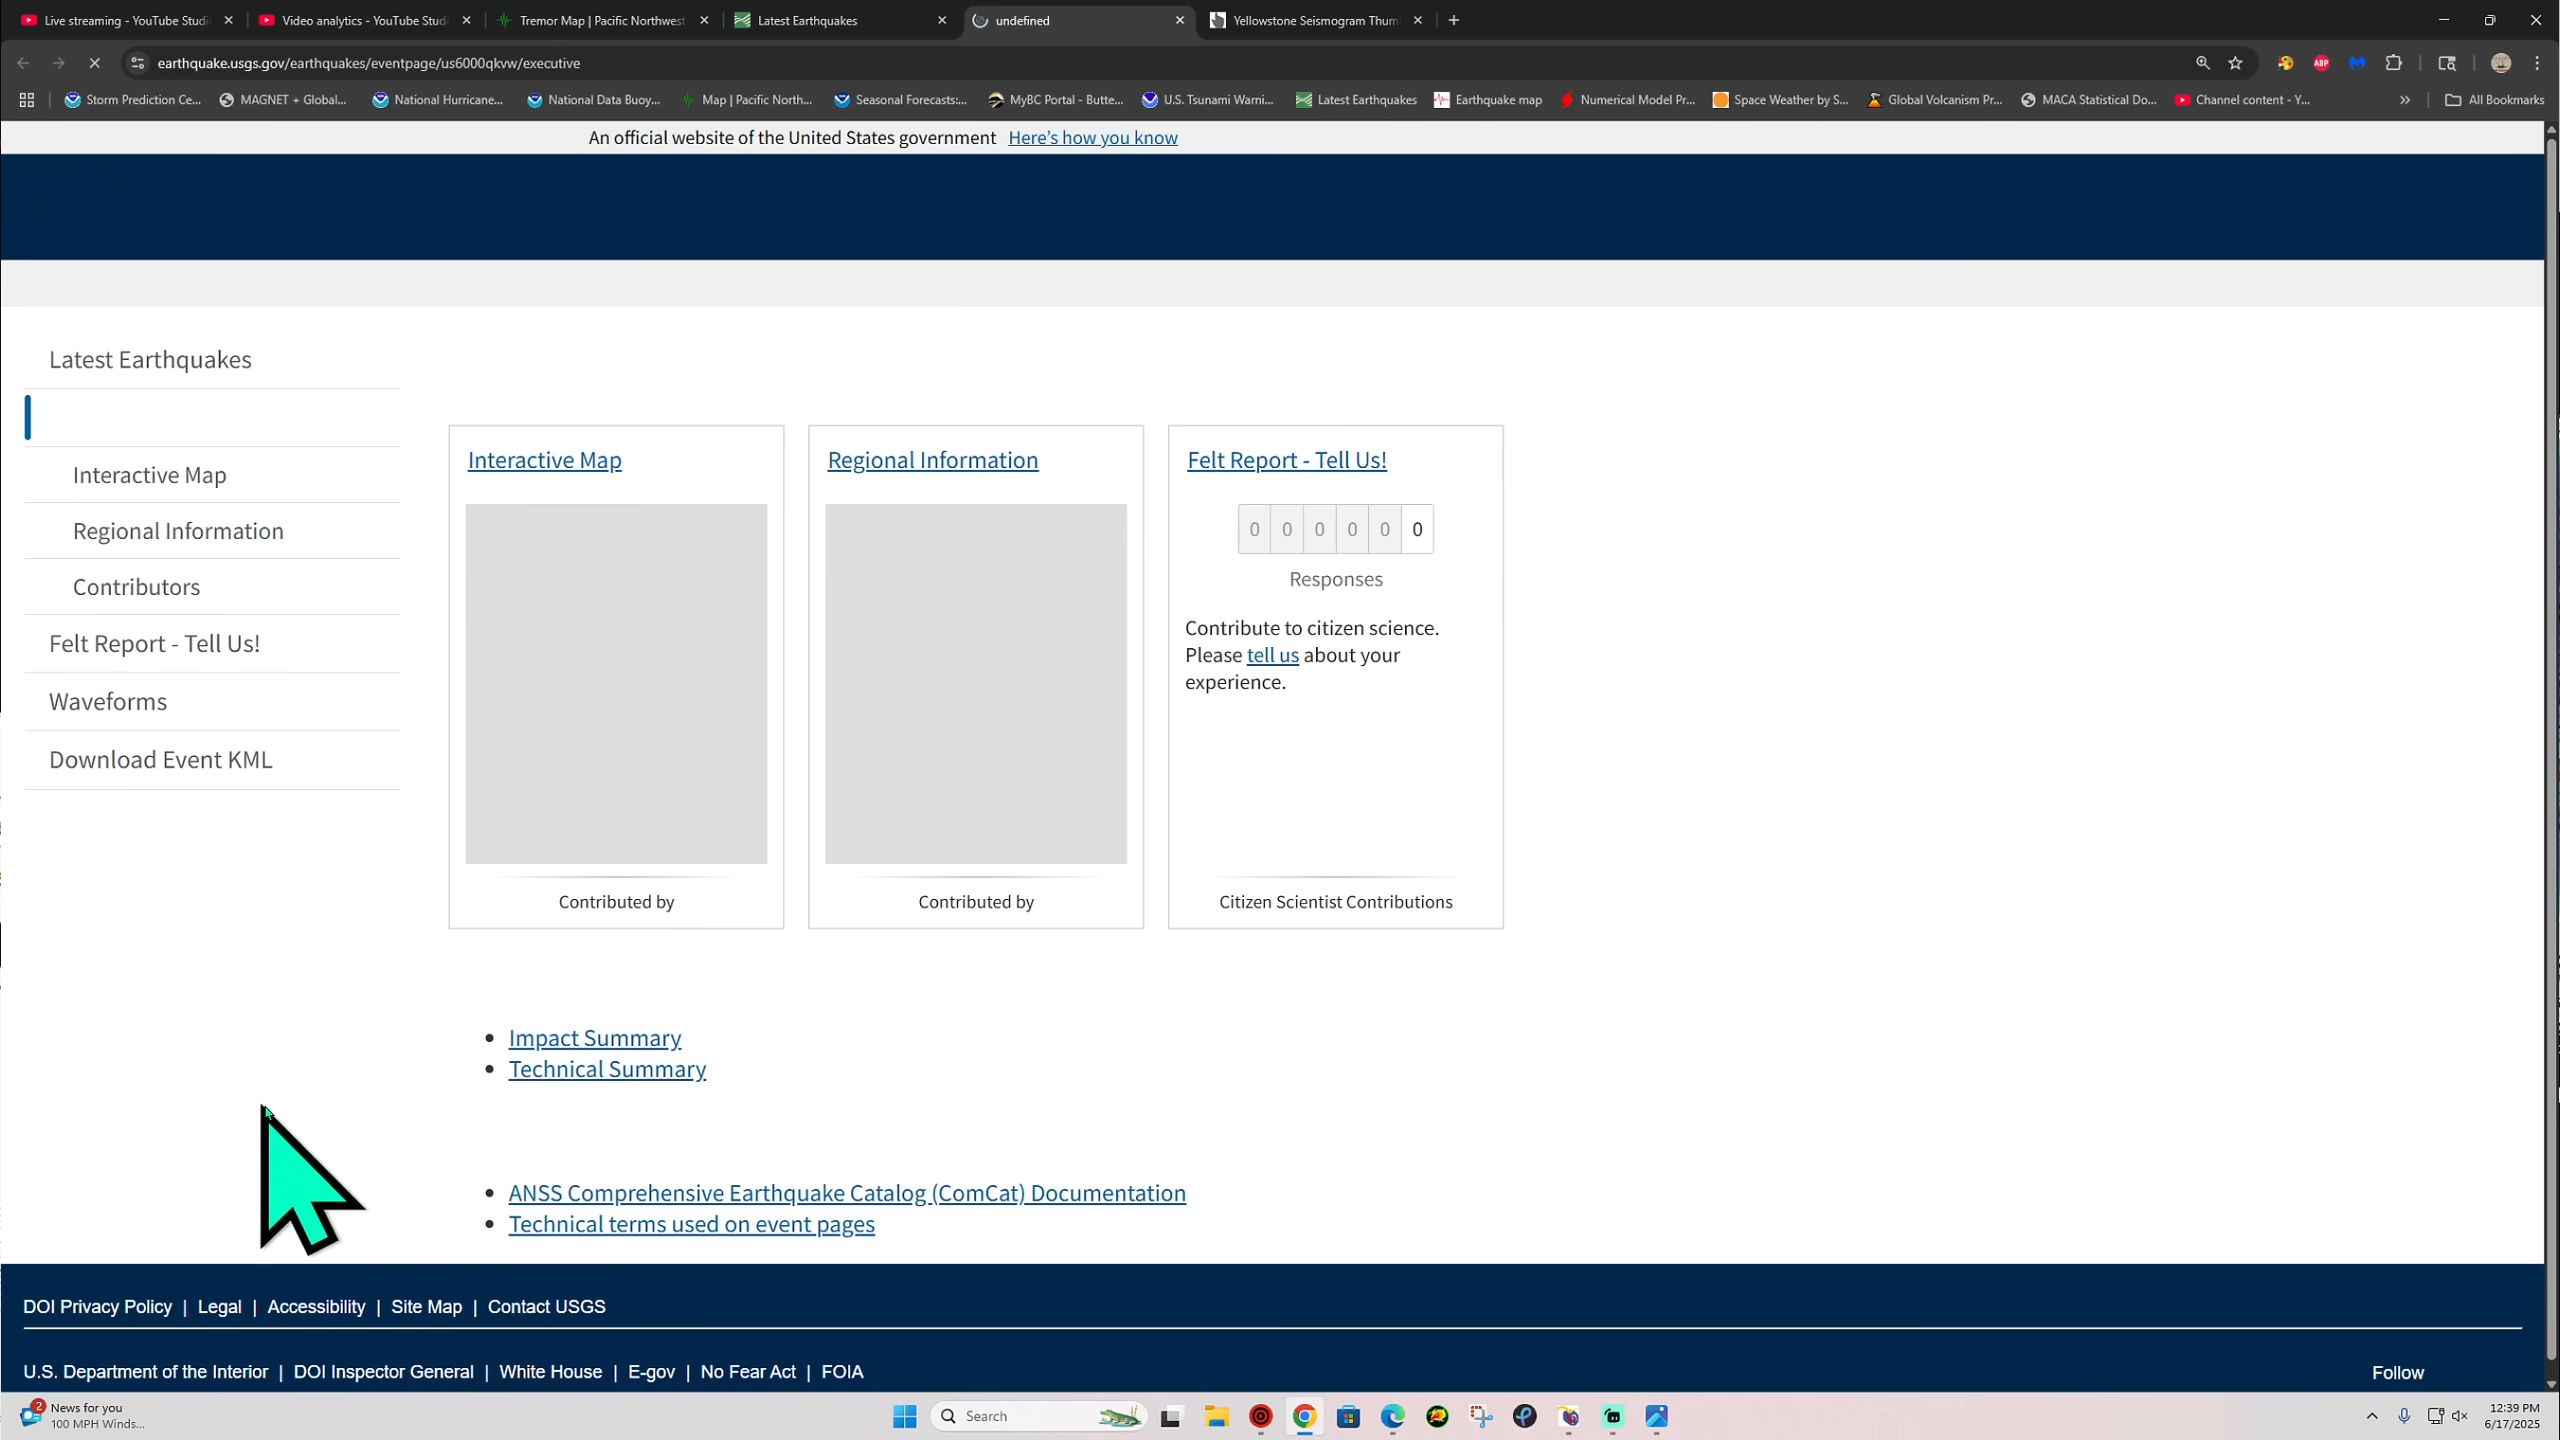 Live streaming - YouTube Studi
Video analytics - YouTube Studi
Tremor Map | Pacific Northwest
Latest Earthquakes
undefined
Yellowstone Seismogram Thum
earthquake.usgs.gov/earthquakes/eventpage/us6000qkvw/executive
ABP
Storm Prediction Ce...
MAGNET + Global...
National Hurricane...
National Data Buoy...
Map | Pacific North...
Seasonal Forecasts:...
MyBC Portal - Butte...
U.S. Tsunami Warni...
Latest Earthquakes
Earthquake map
Numerical Model Pr...
Space Weather by S...
Global Volcanism Pr...
MACA Statistical Do...
Channel content - Y...
All Bookmarks
An official website of the United States government Here's how you know
Latest Earthquakes
Interactive Map
Regional Information
Contributors
Felt Report - Tell Us!
Waveforms
Download Event KML
Interactive Map
Contributed by
Regional Information
Contributed by
Felt Report - Tell Us!
0 0 0 0 0 0
Responses
Contribute to citizen science.
Please tell us about your
experience.
Citizen Scientist Contributions
Impact Summary
Technical Summary
ANSS Comprehensive Earthquake Catalog (ComCat) Documentation
Technical terms used on event pages
DOI Privacy Policy | Legal | Accessibility | Site Map | Contact USGS
U.S. Department of the Interior | DOI Inspector General | White House | E-gov | No Fear Act | FOIA
Follow
2
News for you
100 MPH Winds...
Search
12:39 PM
6/17/2025